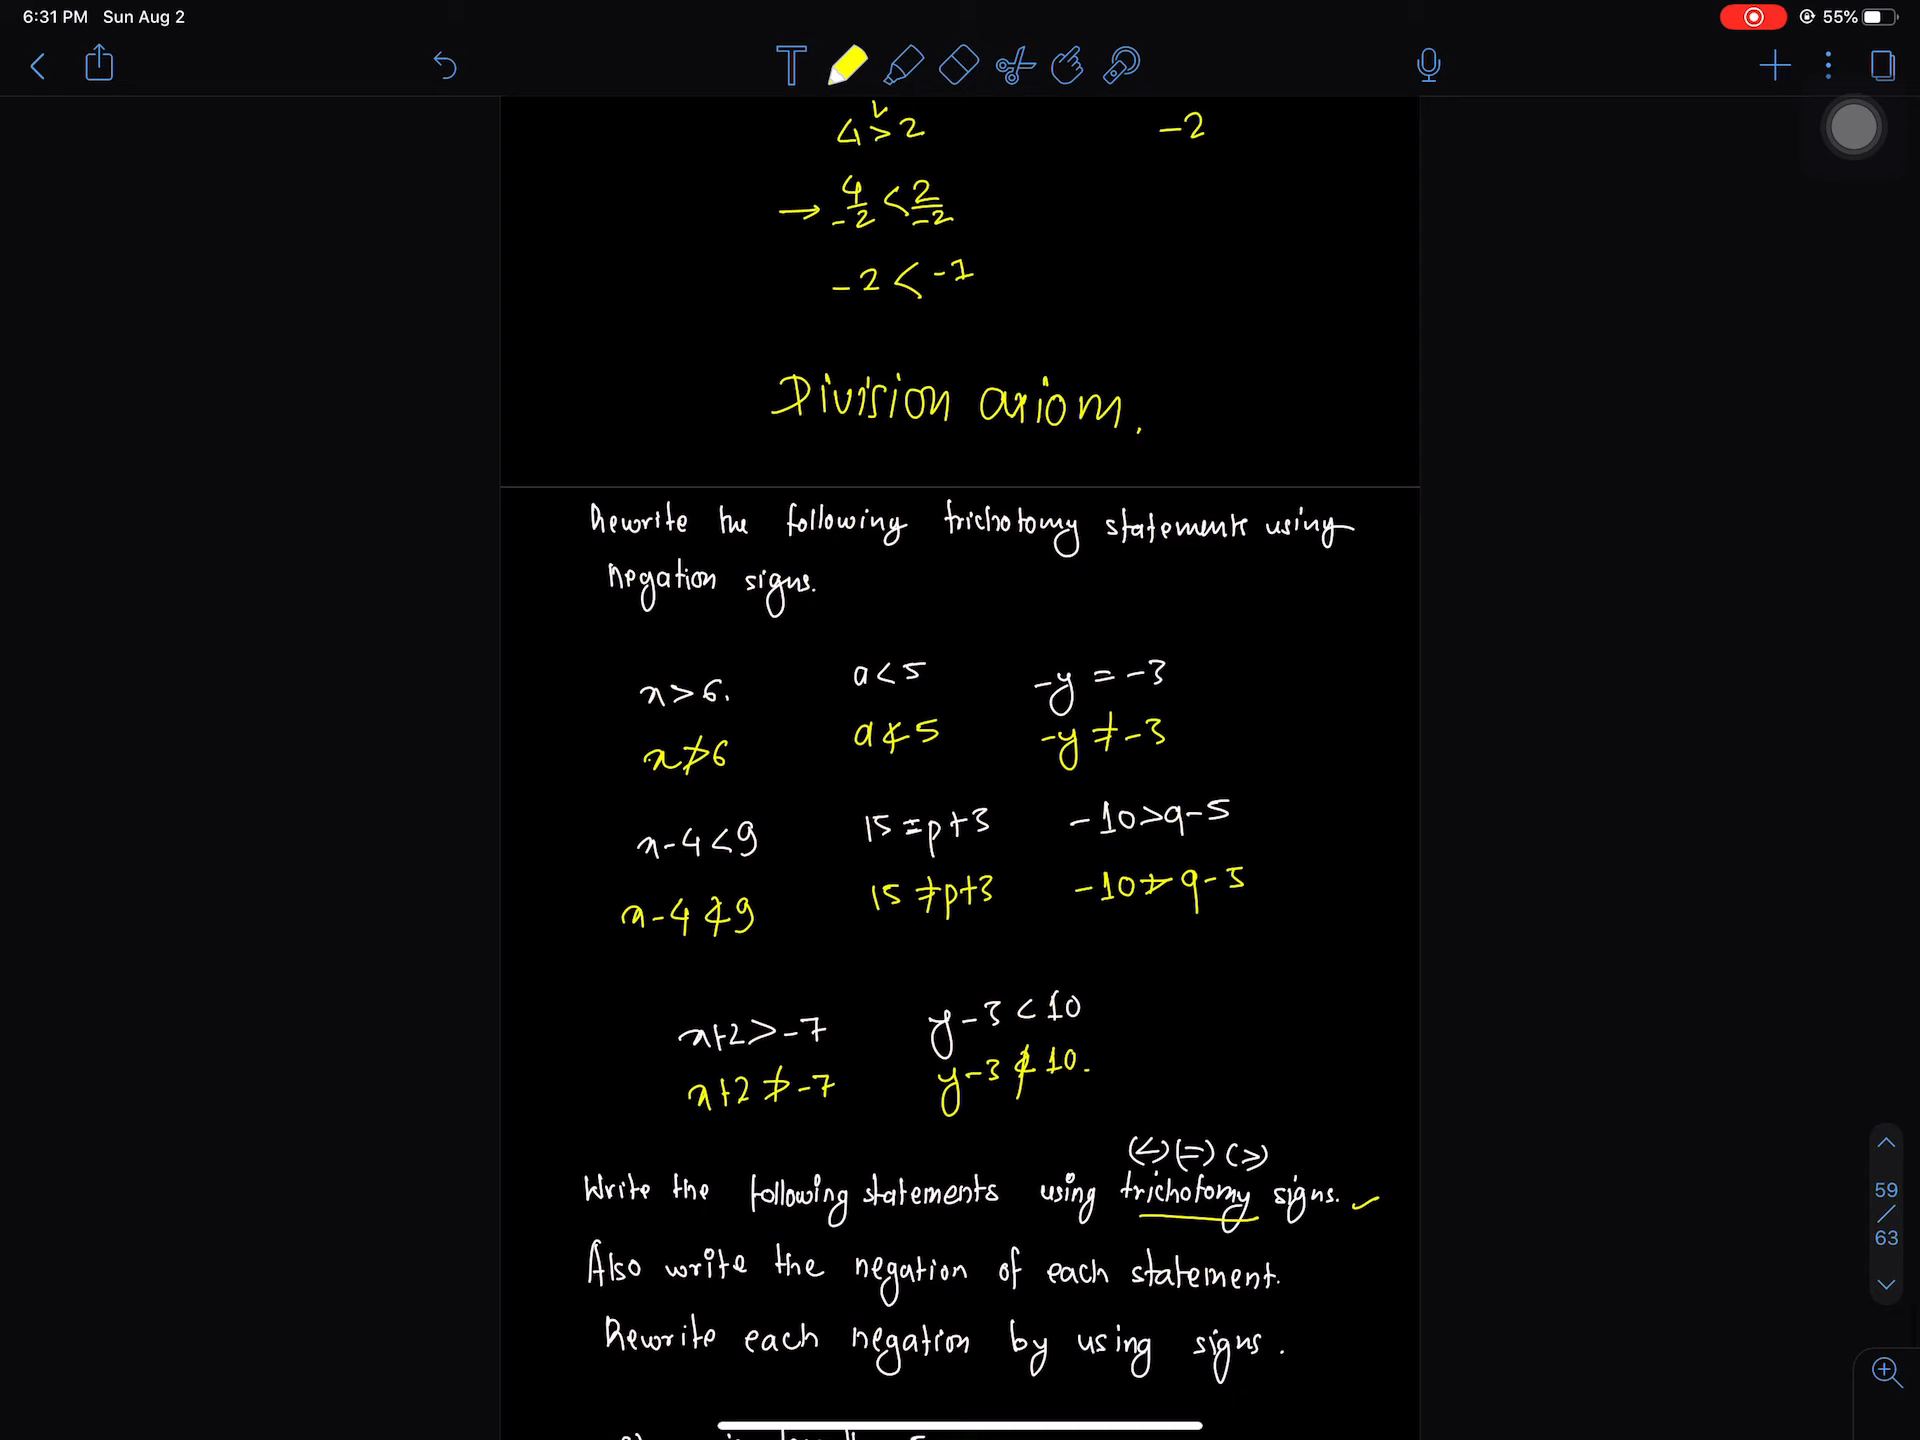 6:31 PM Sun Aug 2
55%
4 > 2
-2
→ 4/-2 < 2/-2
-2 < -1
Division axiom.
Rewrite the following trichotomy statements using
negation signs.
x > 6.
a < 5
-y = -3
x ≯ 6
a ≮ 5
-y ≠ -3
x-4 < 9
15 = p+3
-10 > q-5
x-4 ≮ 9
15 ≠ p+3
-10 ≯ q-5
x+2 > -7
y-3 < 10
x+2 ≯ -7
y-3 ≮ 10.
(<) (=) (>)
Write the following statements using trichotomy signs. ✓
Also write the negation of each statement.
Rewrite each negation by using signs.
59
/
63